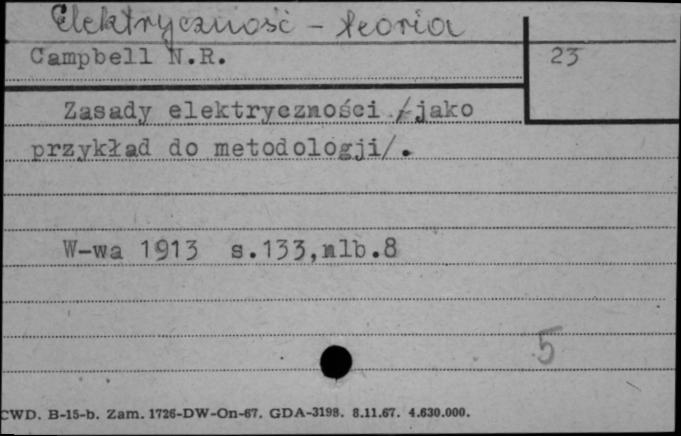 Elektryczność - teoria
Campbell N.R.
23
Zasady elektryczności /jako
przykład do metodologji/.
W-wa 1913 s.133,nlb.8
5
CWD. B-15-b. Zam. 1726-DW-On-67. GDA-3198. 8.11.67. 4.630.000.